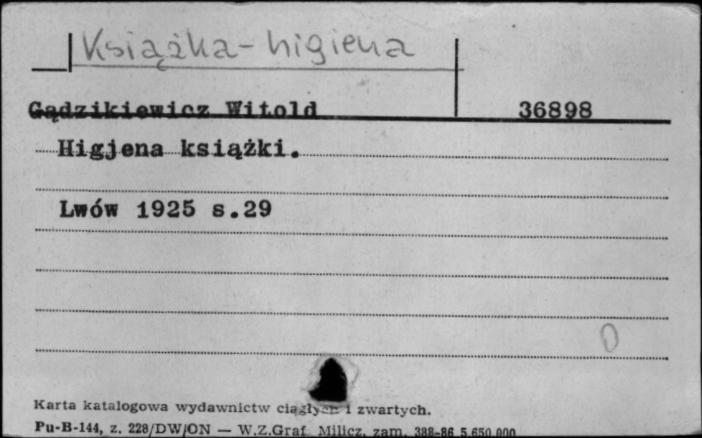 Książka - higiena
Gądzikiewicz Witold 36898
Higjena książki.
Lwów 1925 s.29
0
Karta katalogowa wydawnictw ciągłych i zwartych.
Pu-B-144, z. 228/DW/ON — W.Z.Graf. Milicz, zam. 388-86 5.650.000